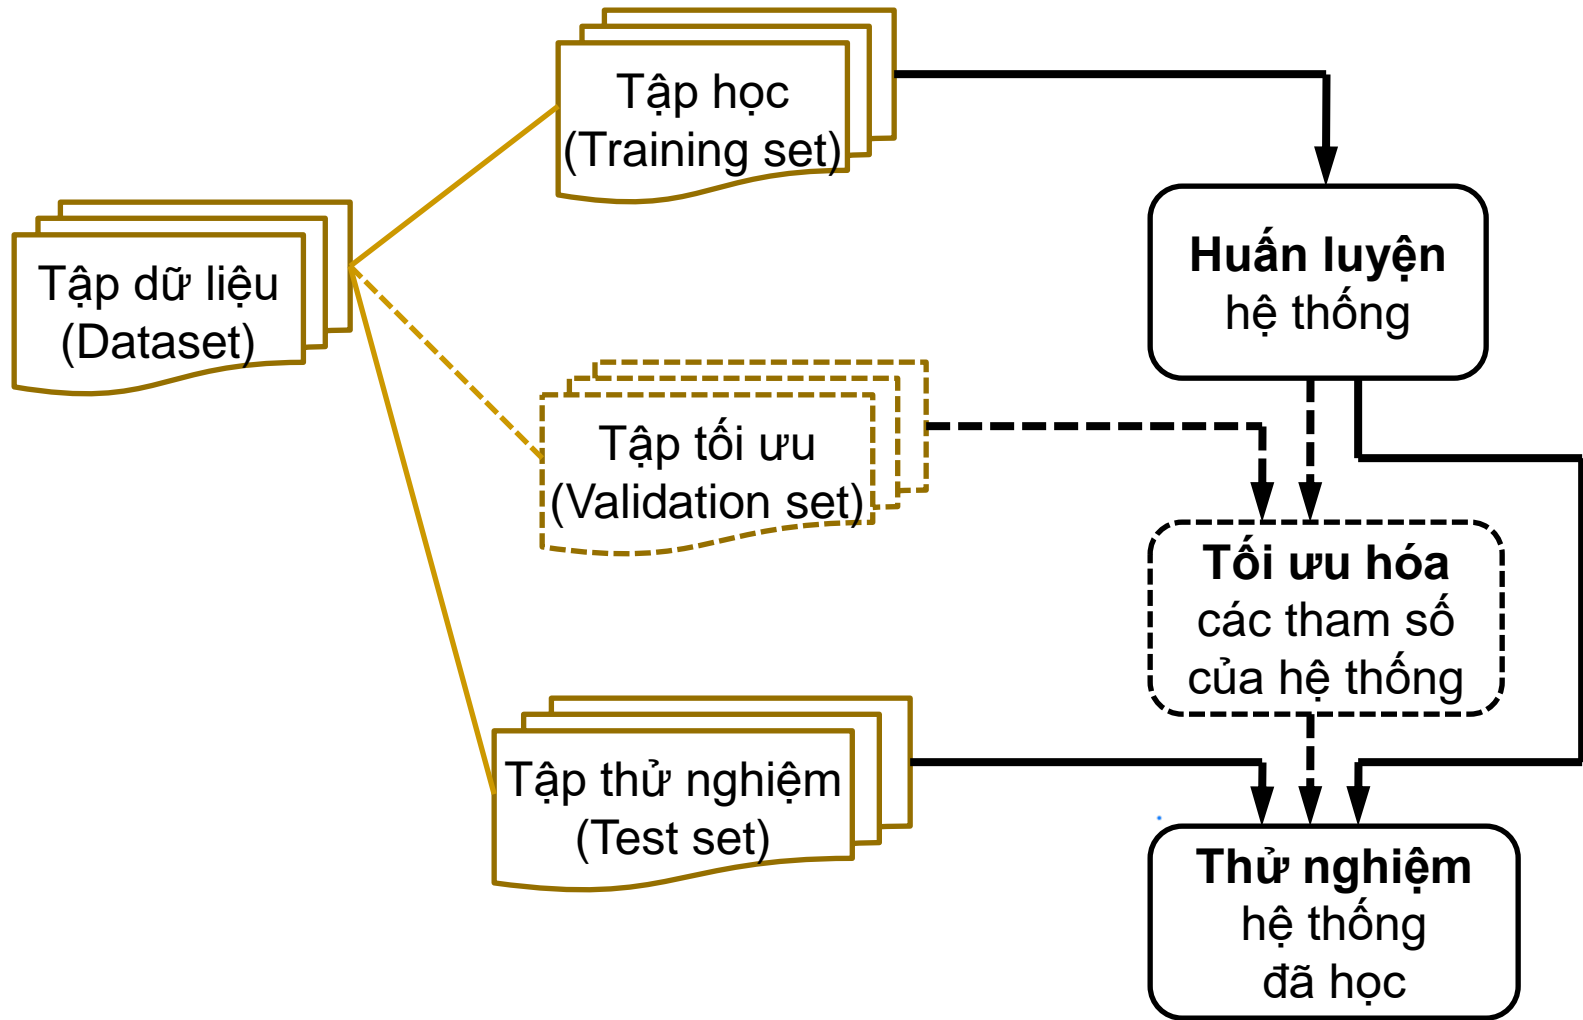 Tập học
(Training set)
Tập dữ liệu
(Dataset)
Huấn luyện
hệ thống
Tập tối ưu
(Validation set)
Tối ưu hóa
các tham số
của hệ thống
Tập thử nghiệm
(Test set)
Thử nghiệm
hệ thống
đã học